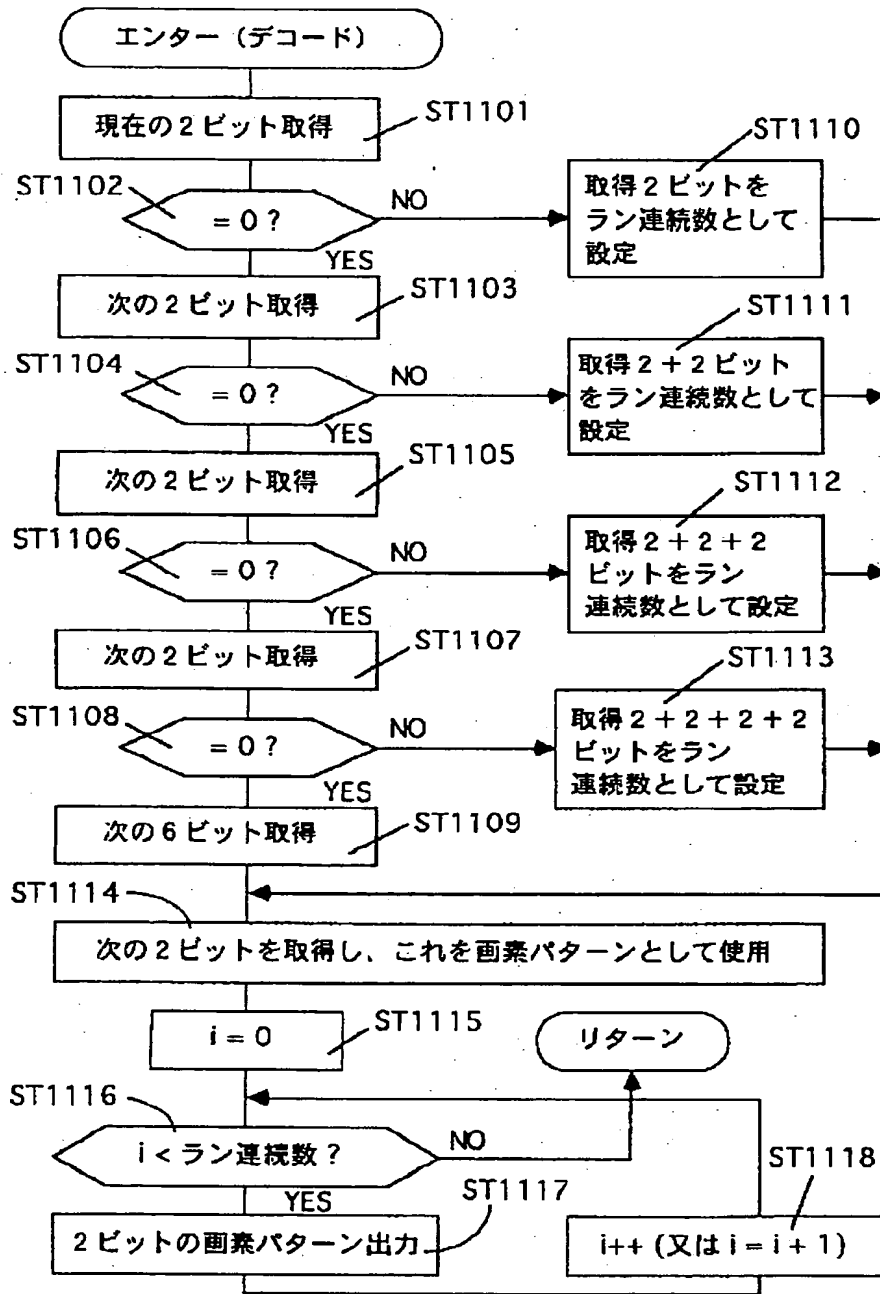 エンター (デコード)
現在の2ビット取得
ST1101
ST1102
= 0 ?
NO
YES
ST1110
取得2ビットを
ラン連続数として
設定
次の2ビット取得
ST1103
ST1104
= 0 ?
NO
YES
ST1111
取得2+2ビット
をラン連続数として
設定
次の2ビット取得
ST1105
ST1106
= 0 ?
NO
YES
ST1112
取得2+2+2
ビットをラン
連続数として設定
次の2ビット取得
ST1107
ST1108
= 0 ?
NO
YES
ST1113
取得2+2+2+2
ビットをラン
連続数として設定
次の6ビット取得
ST1109
ST1114
次の2ビットを取得し、これを画素パターンとして使用
i = 0
ST1115
リターン
ST1116
i < ラン連続数 ?
NO
YES
ST1117
2ビットの画素パターン出力
ST1118
i++ (又は i = i + 1)